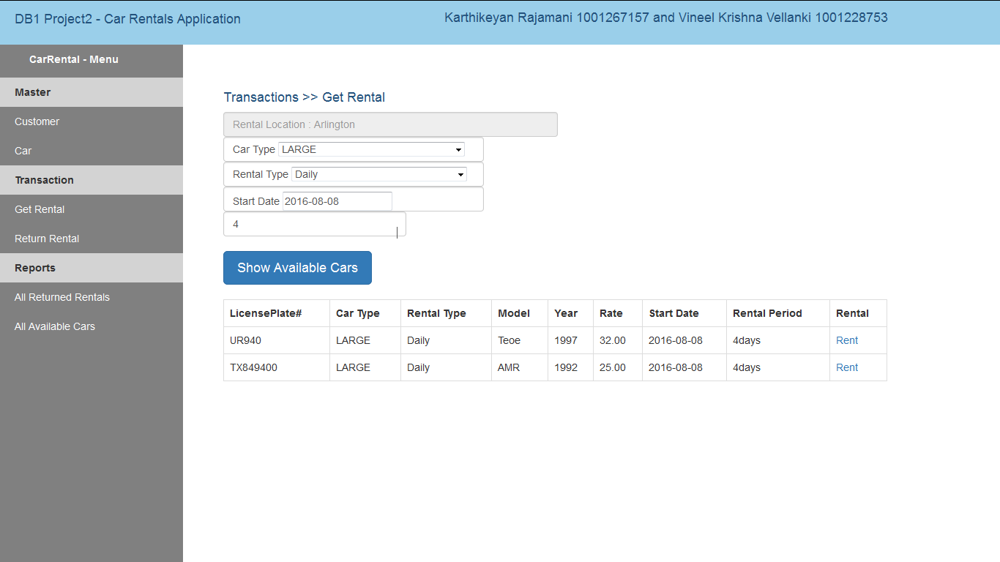 DB1 Project2 - Car Rentals Application
Karthikeyan Rajamani 1001267157 and Vineel Krishna Vellanki 1001228753
CarRental - Menu
Master
Customer
Car
Transaction
Get Rental
Return Rental
Reports
All Returned Rentals
All Available Cars
Transactions >> Get Rental
Rental Location : Arlington
Car Type LARGE
Rental Type Daily
Start Date 2016-08-08
4
Show Available Cars
LicensePlate# Car Type Rental Type Model Year Rate Start Date Rental Period Rental
UR940 LARGE Daily Teoe 1997 32.00 2016-08-08 4days Rent
TX849400 LARGE Daily AMR 1992 25.00 2016-08-08 4days Rent